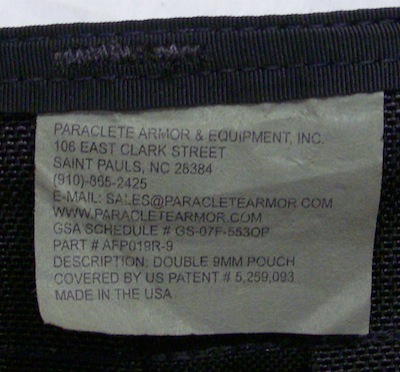 PARACLETE ARMOR & EQUIPMENT, INC.
106 EAST CLARK STREET
SAINT PAULS, NC 28384
(910)-865-2425
E-MAIL: SALES@PARACLETEARMOR.COM
WWW.PARACLETEARMOR.COM
GSA SCHEDULE # GS-07F-5530P
PART # AFP019R-9
DESCRIPTION: DOUBLE 9MM POUCH
COVERED BY US PATENT # 5,259,093
MADE IN THE USA